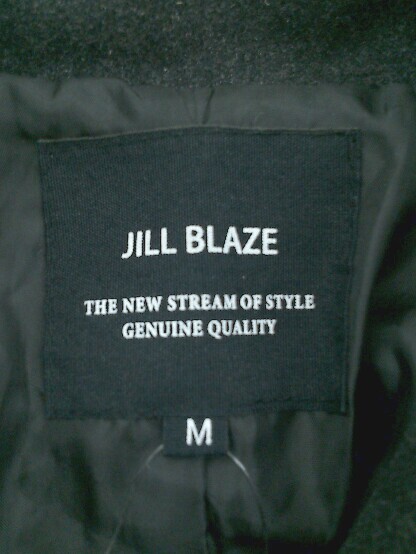 JILL BLAZE
THE NEW STREAM OF STYLE
GENUINE QUALITY
M